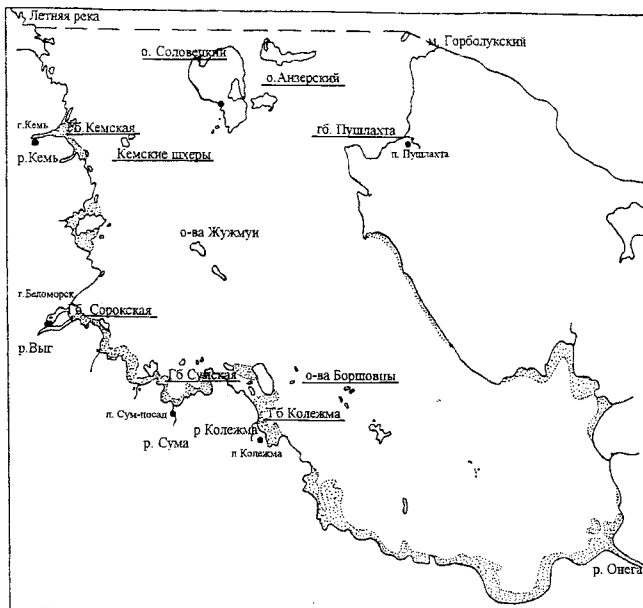 Летняя река
м. Горболукский
о. Соловецкий
о.Анзерский
г.Кемь
гб. Кемская
гб. Пушлахта
р.Кемь
Кемские шхеры
п. Пушлахта
о-ва Жужмуи
г.Беломорск
Гб. Сорокская
р.Выг
Гб Сумская
о-ва Боршовцы
п. Сум-посад
Гб Колежма
р. Сума
р Колежма
п Колежма
р. Онега